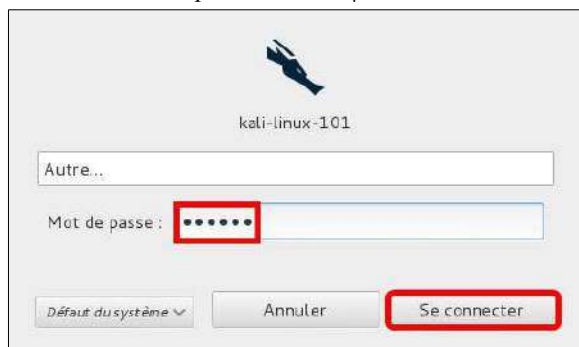 kali-linux-101
Autre...
Mot de passe : ••••••
Défaut du système
Annuler
Se connecter